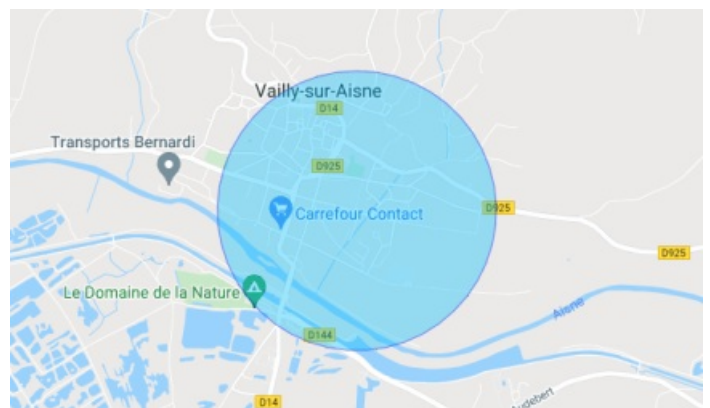 Vailly-sur-Aisne
D14
Transports Bernardi
D925
Carrefour Contact
D925
D925
Le Domaine de la Nature
Aisne
D144
D14
Audebert